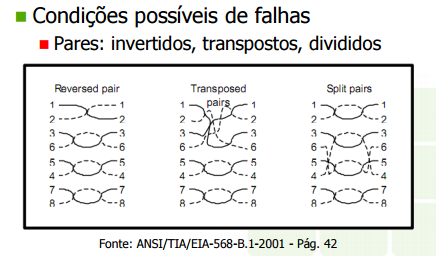 Condições possíveis de falhas
Pares: invertidos, transpostos, divididos
Reversed pair
Transposed
pairs
Split pairs
1 1 1 1 1 1
2 2 2 2 2 2
3 3 3 3 3 3
6 6 6 6 6 6
5 5 5 5 5 5
4 4 4 4 4 4
7 7 7 7 7 7
8 8 8 8 8 8
Fonte: ANSI/TIA/EIA-568-B.1-2001 - Pág. 42